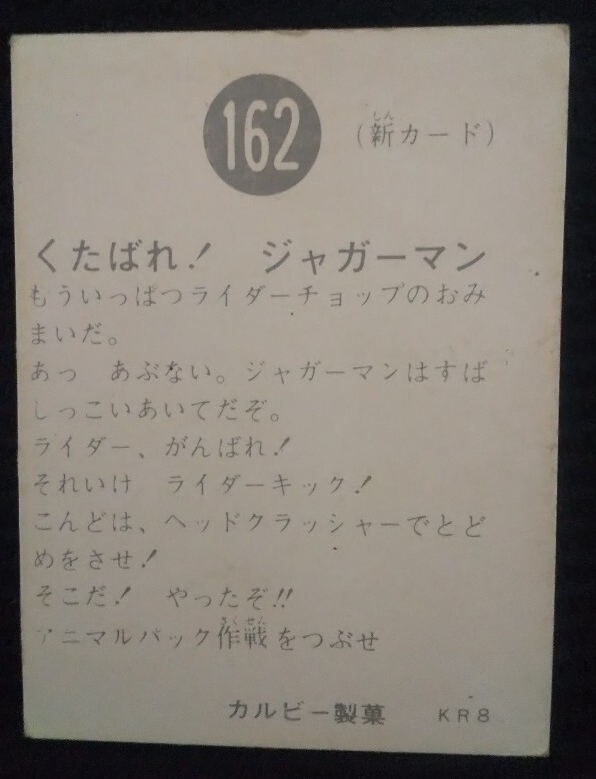 162
(新カード)
くたばれ! ジャガーマン
もういっぱつライダーチョップのおみ
まいだ。
あっ あぶない。ジャガーマンはすば
しっこいあいてだぞ。
ライダー、がんばれ!
それいけ ライダーキック!
こんどは、ヘッドクラッシャーでとど
めをさせ!
そこだ! やったぞ!!
アニマルパック作戦をつぶせ
カルビー製菓 KR8